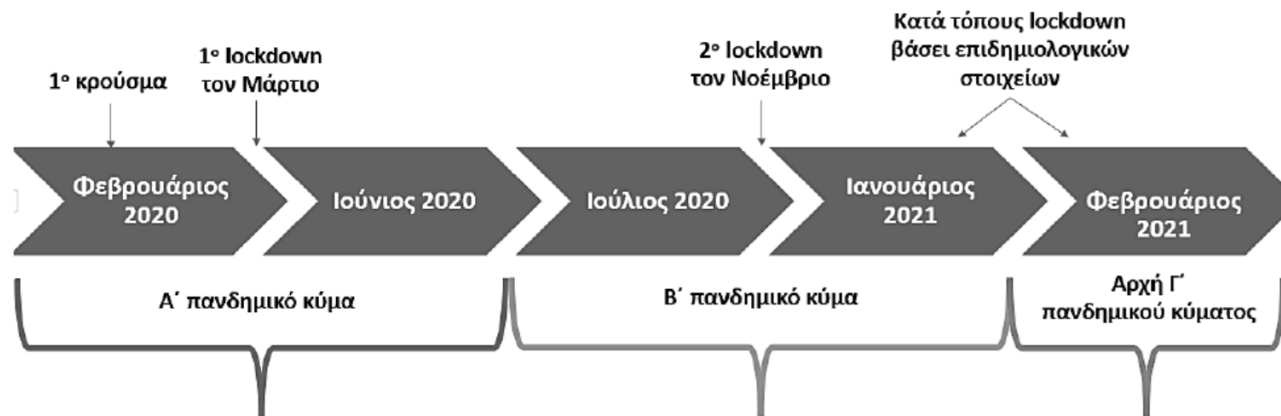 1ο κρούσμα
1ο lockdown
τον Μάρτιο
2ο lockdown
τον Νοέμβριο
Κατά τόπους lockdown
βάσει επιδημιολογικών
στοιχείων
Φεβρουάριος
2020
Ιούνιος 2020
Ιούλιος 2020
Ιανουάριος
2021
Φεβρουάριος
2021
Α΄ πανδημικό κύμα
Β΄ πανδημικό κύμα
Αρχή Γ΄
πανδημικού κύματος